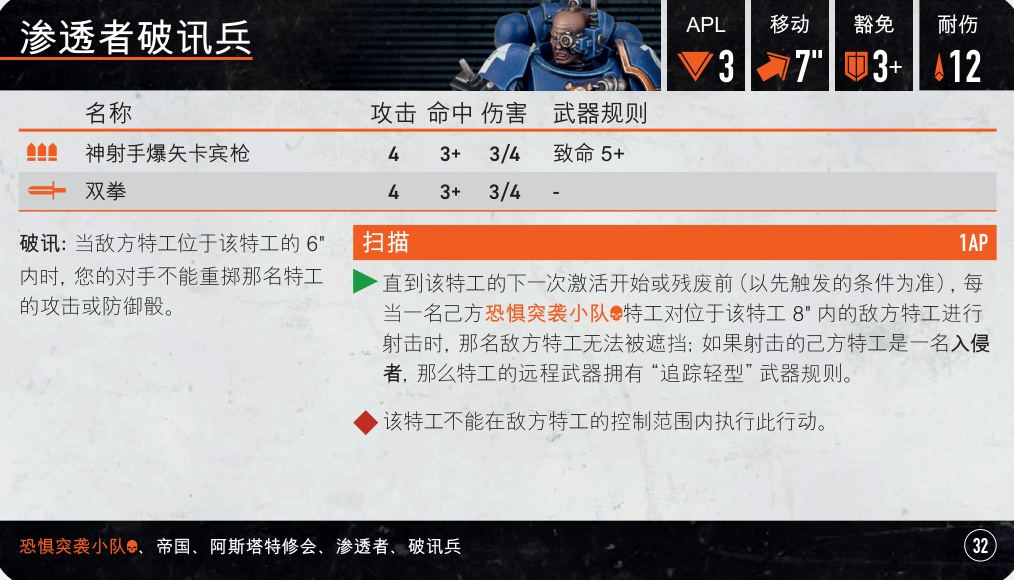 渗透者破讯兵
APL 移动 豁免 耐伤
3 7" 3+ 12
名称 攻击 命中 伤害 武器规则
神射手爆矢卡宾枪 4 3+ 3/4 致命 5+
双拳 4 3+ 3/4 -
破讯: 当敌方特工位于该特工的 6"
内时, 您的对手不能重掷那名特工
的攻击或防御骰。
扫描 1AP
直到该特工的下一次激活开始或残废前（以先触发的条件为准）, 每
当一名己方恐惧突袭小队特工对位于该特工 8" 内的敌方特工进行
射击时, 那名敌方特工无法被遮挡; 如果射击的己方特工是一名入侵
者, 那么特工的远程武器拥有“追踪轻型”武器规则。
该特工不能在敌方特工的控制范围内执行此行动。
恐惧突袭小队、帝国、阿斯塔特修会、渗透者、破讯兵
32